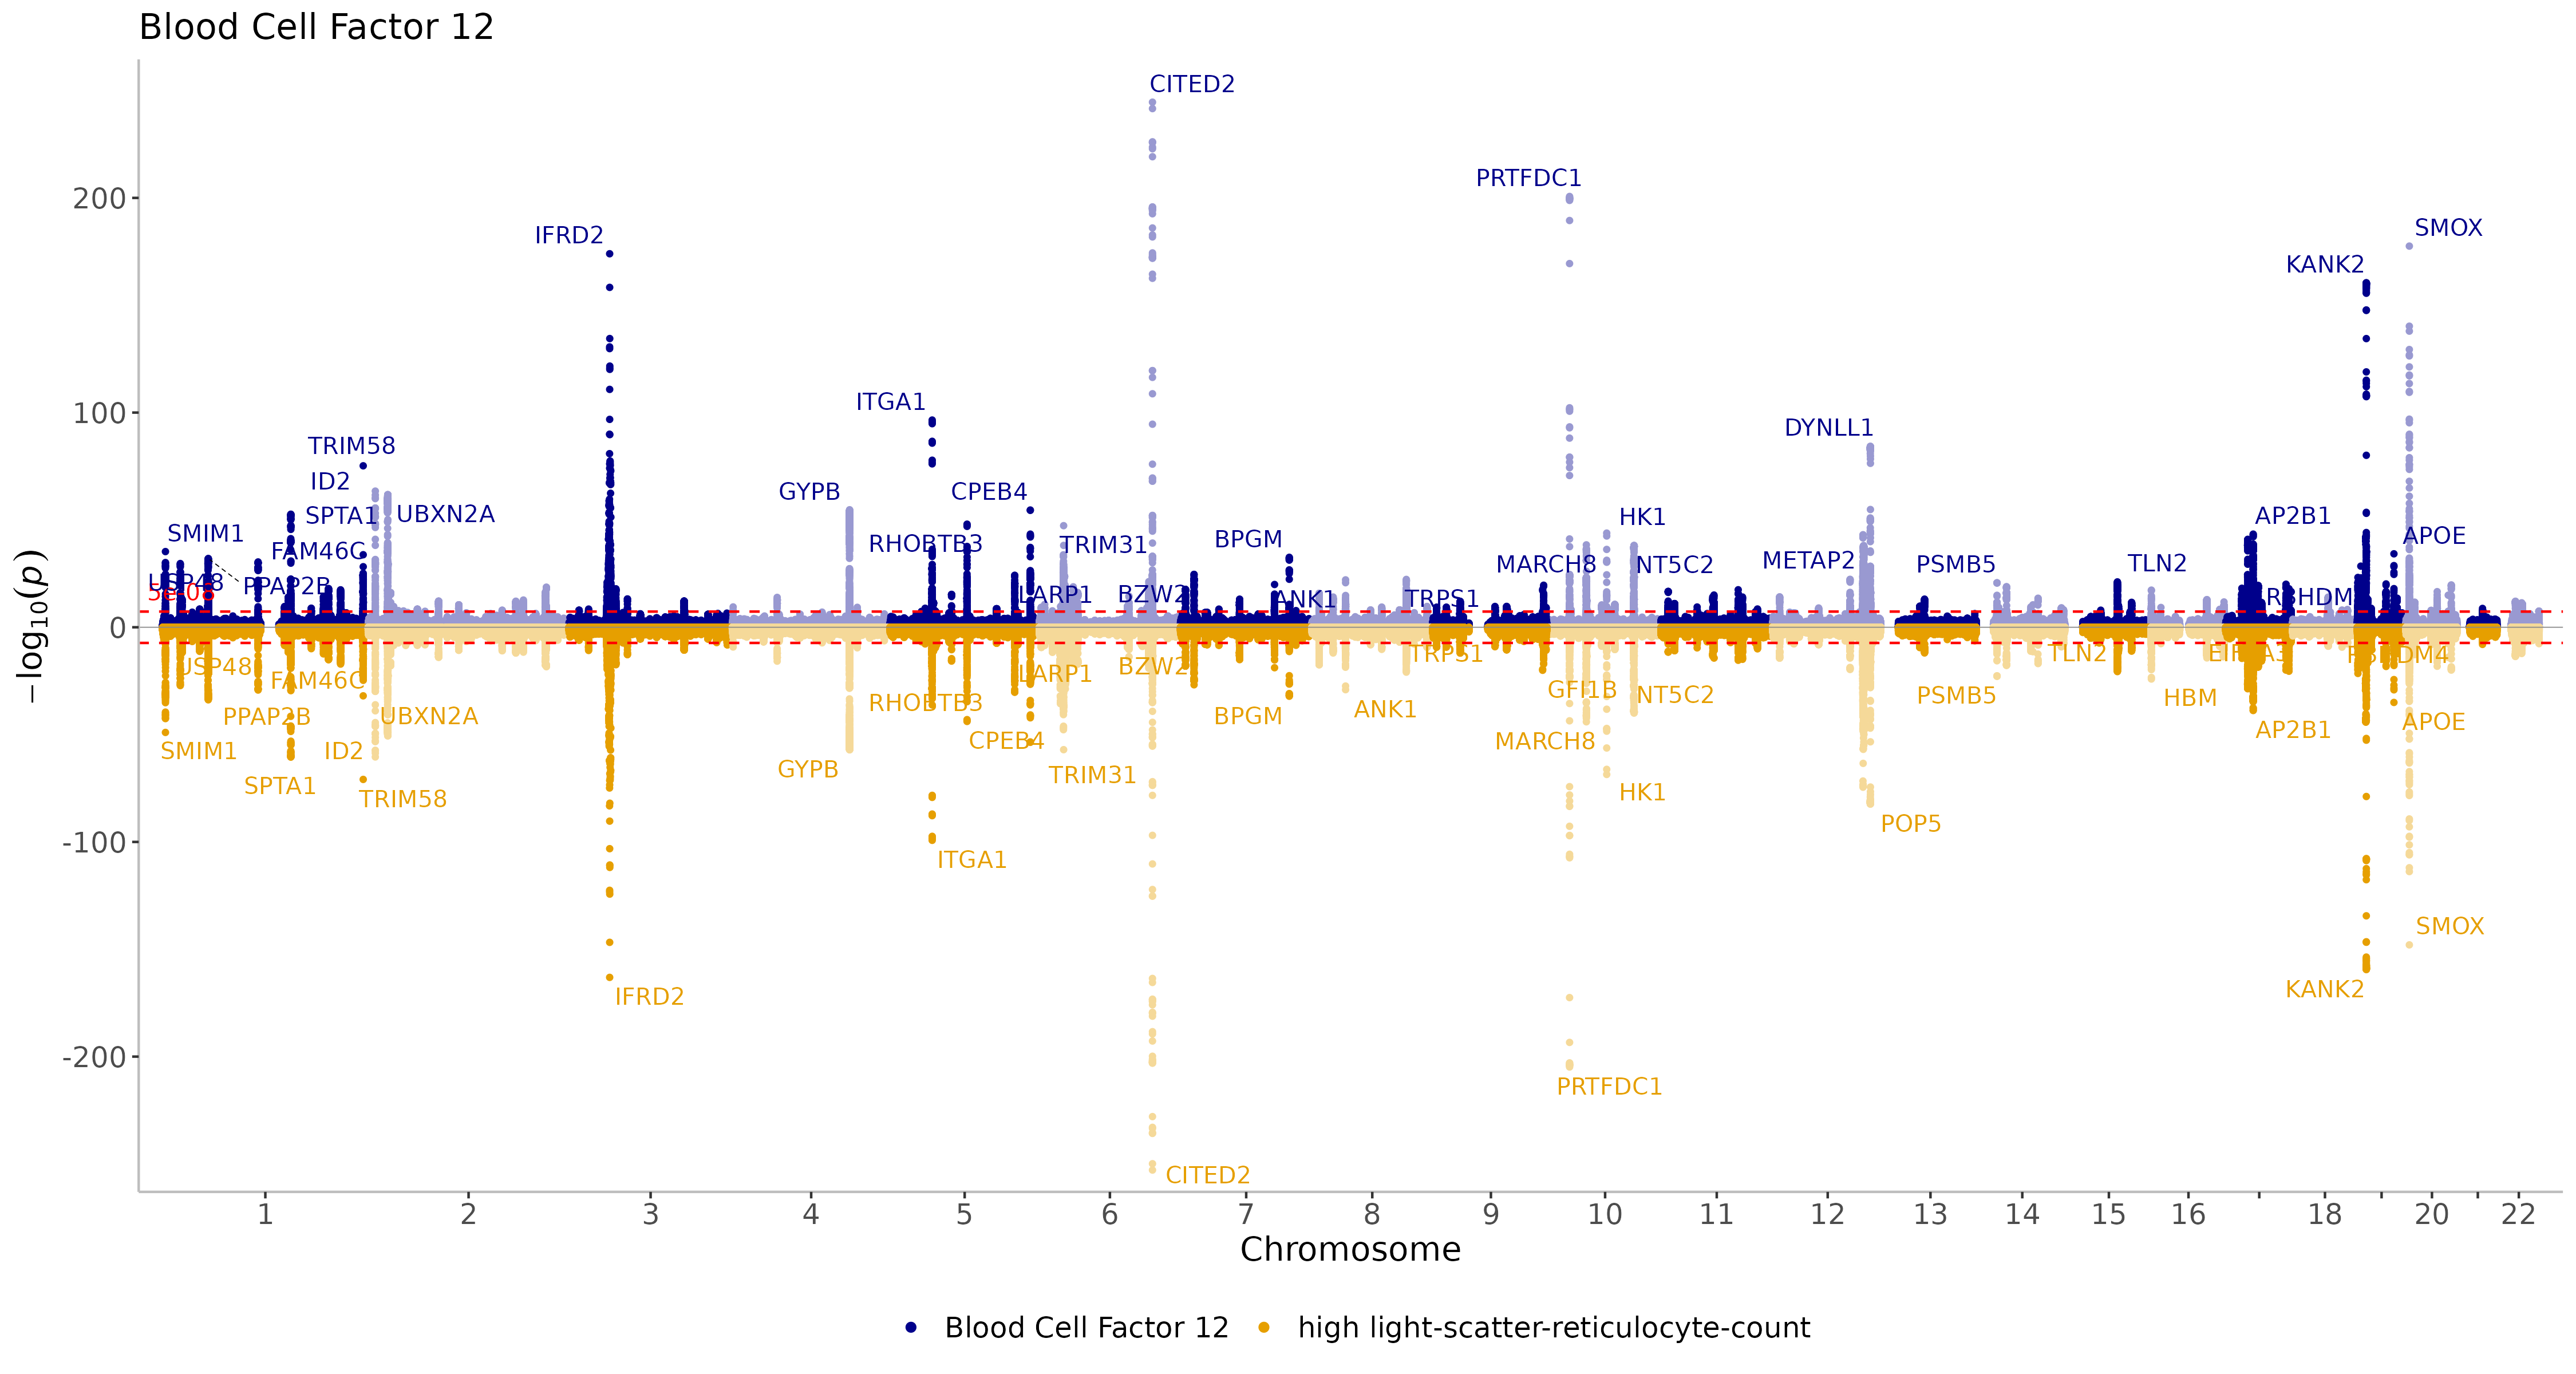 Blood Cell Factor 12
CITED2
PRTFDC1
SMOX
IFRD2
KANK2
ITGA1
DYNLL1
TRIM58
ID2
GYPB
CPEB4
SPTA1
UBXN2A
HK1
AP2B1
SMIM1
FAM46C
RHOBTB3
TRIM31
BPGM
APOE
MARCH8
NT5C2
METAP2
PSMB5
TLN2
USP48
PPAP2B
5e-08
LARP1
BZW2
ANK1
TRPS1
200
100
0
-100
-200
−log10(p)
USP48
FAM46C
PPAP2B
UBXN2A
SMIM1
ID2
SPTA1
TRIM58
IFRD2
GYPB
RHOBTB3
CPEB4
ITGA1
LARP1
BZW2
TRIM31
CITED2
BPGM
ANK1
TRPS1
GFI1B
NT5C2
MARCH8
HK1
PRTFDC1
POP5
PSMB5
TLN2
HBM
AP2B1
APOE
SMOX
KANK2
1 2 3 4 5 6 7 8 9 10 11 12 13 14 15 16 18 20 22
Chromosome
Blood Cell Factor 12 high light-scatter-reticulocyte-count